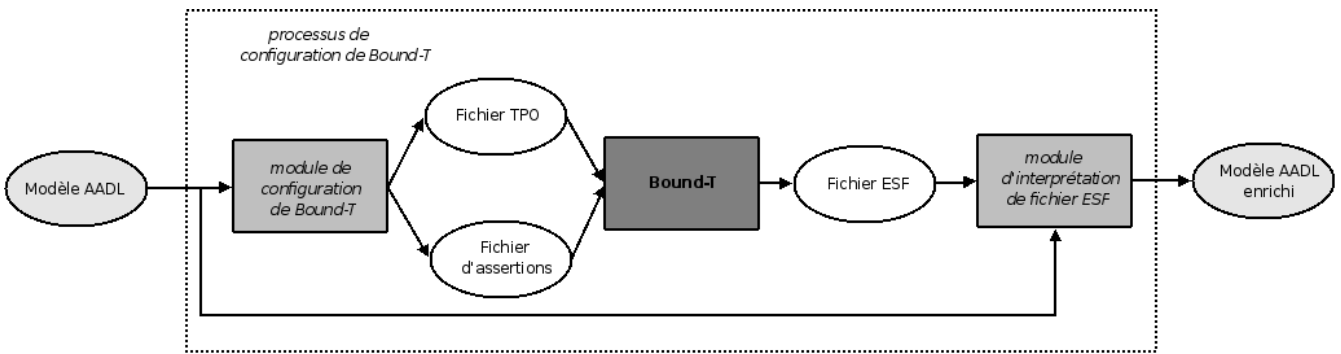 processus de
configuration de Bound-T
Modèle AADL
module de
configuration
de Bound-T
Fichier TPO
Fichier
d'assertions
Bound-T
Fichier ESF
module
d'interprétation
de fichier ESF
Modèle AADL
enrichi